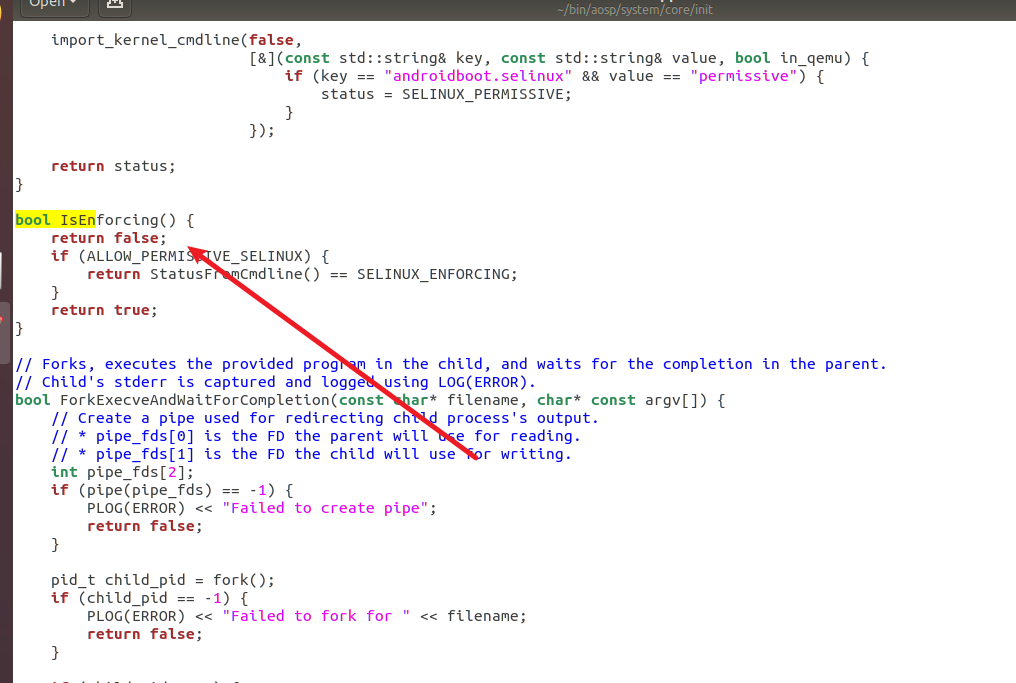 Open
~/bin/aosp/system/core/init
import_kernel_cmdline(false,
[&](const std::string& key, const std::string& value, bool in_qemu) {
if (key == "androidboot.selinux" && value == "permissive") {
status = SELINUX_PERMISSIVE;
}
});
return status;
}
bool IsEnforcing() {
return false;
if (ALLOW_PERMISSIVE_SELINUX) {
return StatusFromCmdline() == SELINUX_ENFORCING;
}
return true;
}
// Forks, executes the provided program in the child, and waits for the completion in the parent.
// Child's stderr is captured and logged using LOG(ERROR).
bool ForkExecveAndWaitForCompletion(const char* filename, char* const argv[]) {
// Create a pipe used for redirecting child process's output.
// * pipe_fds[0] is the FD the parent will use for reading.
// * pipe_fds[1] is the FD the child will use for writing.
int pipe_fds[2];
if (pipe(pipe_fds) == -1) {
PLOG(ERROR) << "Failed to create pipe";
return false;
}
pid_t child_pid = fork();
if (child_pid == -1) {
PLOG(ERROR) << "Failed to fork for " << filename;
return false;
}